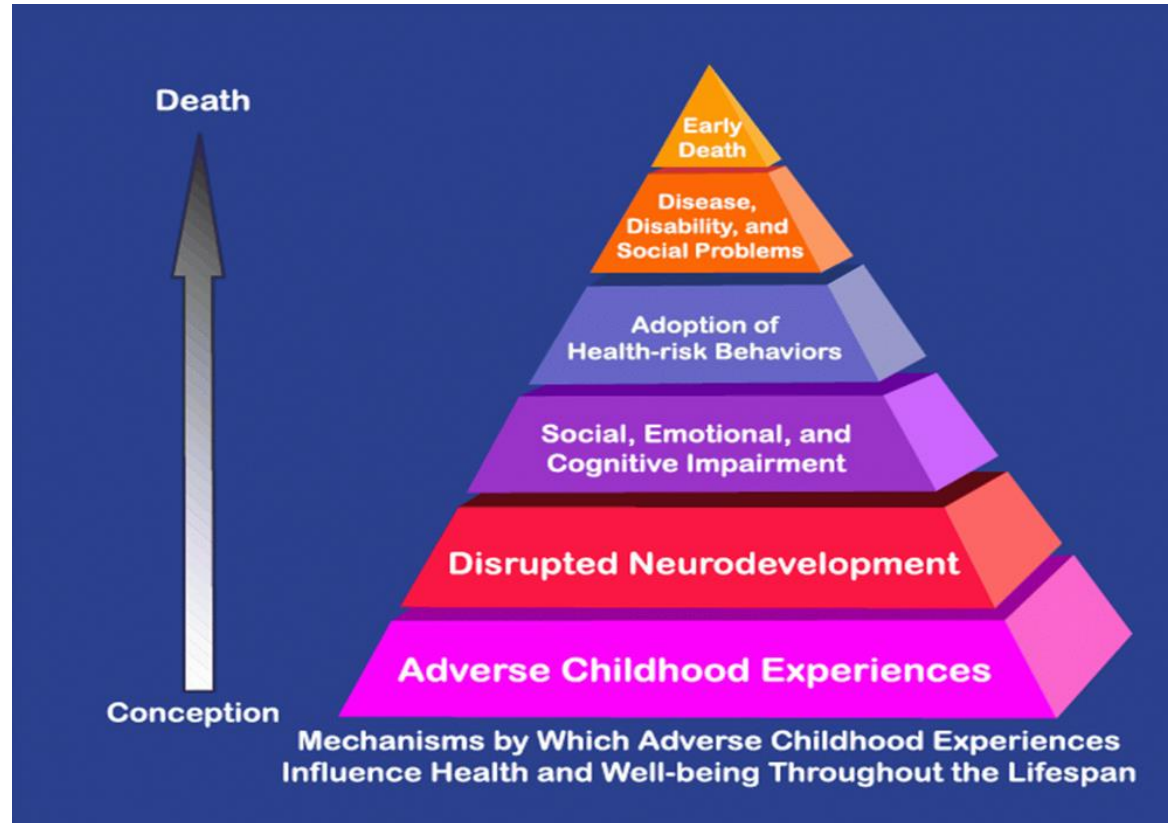 Death
Conception
Early
Death
Disease,
Disability, and
Social Problems
Adoption of
Health-risk Behaviors
Social, Emotional, and
Cognitive Impairment
Disrupted Neurodevelopment
Adverse Childhood Experiences
Mechanisms by Which Adverse Childhood Experiences
Influence Health and Well-being Throughout the Lifespan